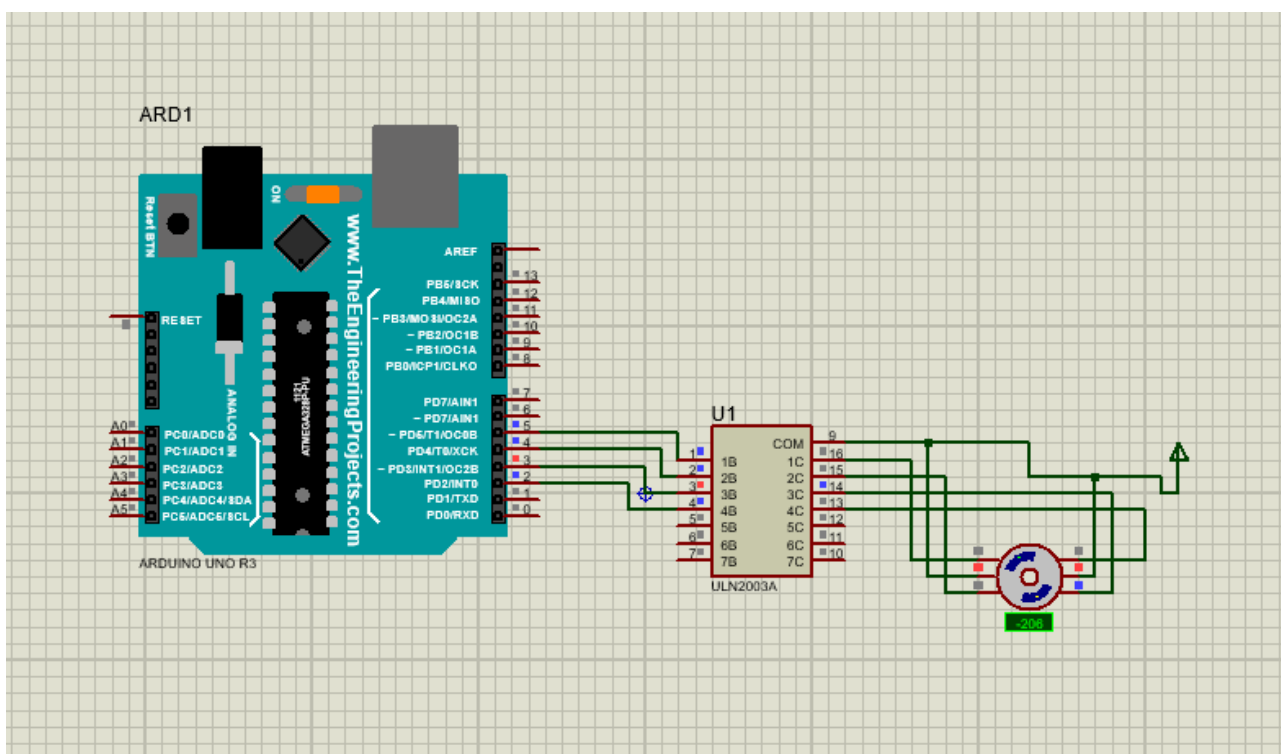 ARD1
Reset BTN
ON
www.TheEngineeringProjects.com
AREF
13
PB5/SCK
12
PB4/MISO
11
~ PB3/MOSI/OC2A
10
~ PB2/OC1B
9
~ PB1/OC1A
8
PB0/ICP1/CLKO
RESET
1121
ATMEGA328P-PU
ANALOG IN
7
PD7/AIN1
6
~ PD7/AIN1
5
~ PD5/T1/OC0B
4
PD4/T0/XCK
3
~ PD3/INT1/OC2B
2
PD2/INT0
1
PD1/TXD
0
PD0/RXD
A0
PC0/ADC0
A1
PC1/ADC1
A2
PC2/ADC2
A3
PC3/ADC3
A4
PC4/ADC4/SDA
A5
PC5/ADC5/SCL
ARDUINO UNO R3
U1
COM 9
1 1B 1C 16
2 2B 2C 15
3 3B 3C 14
4 4B 4C 13
5 5B 5C 12
6 6B 6C 11
7 7B 7C 10
ULN2003A
-206